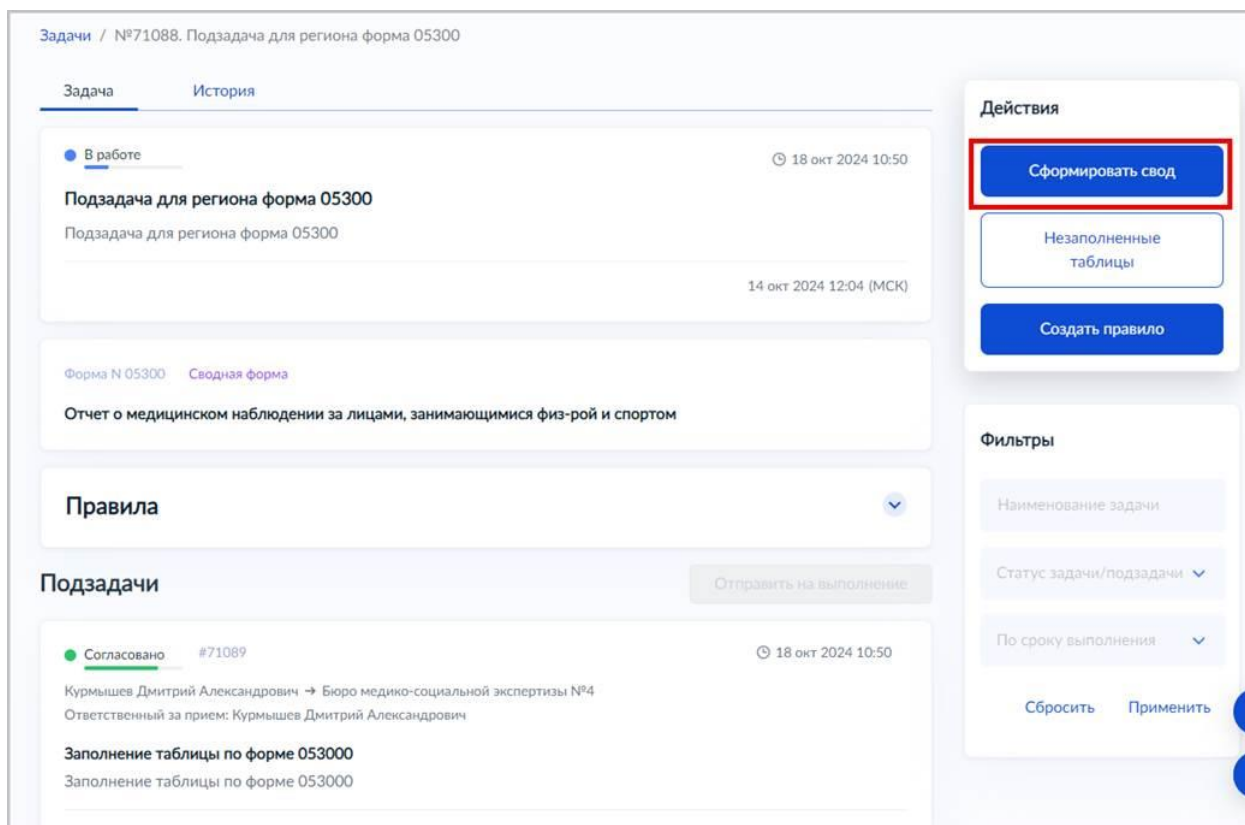 Задачи / №71088. Подзадача для региона форма 05300
Задача
История
В работе
18 окт 2024 10:50
Подзадача для региона форма 05300
Подзадача для региона форма 05300
14 окт 2024 12:04 (МСК)
Форма N 05300 Сводная форма
Отчет о медицинском наблюдении за лицами, занимающимися физ-рой и спортом
Правила
Подзадачи
Отправить на выполнение
Согласовано #71089
18 окт 2024 10:50
Курмышев Дмитрий Александрович → Бюро медико-социальной экспертизы №4
Ответственный за прием: Курмышев Дмитрий Александрович
Заполнение таблицы по форме 053000
Заполнение таблицы по форме 053000
Действия
Сформировать свод
Незаполненные
таблицы
Создать правило
Фильтры
Наименование задачи
Статус задачи/подзадачи
По сроку выполнения
Сбросить Применить